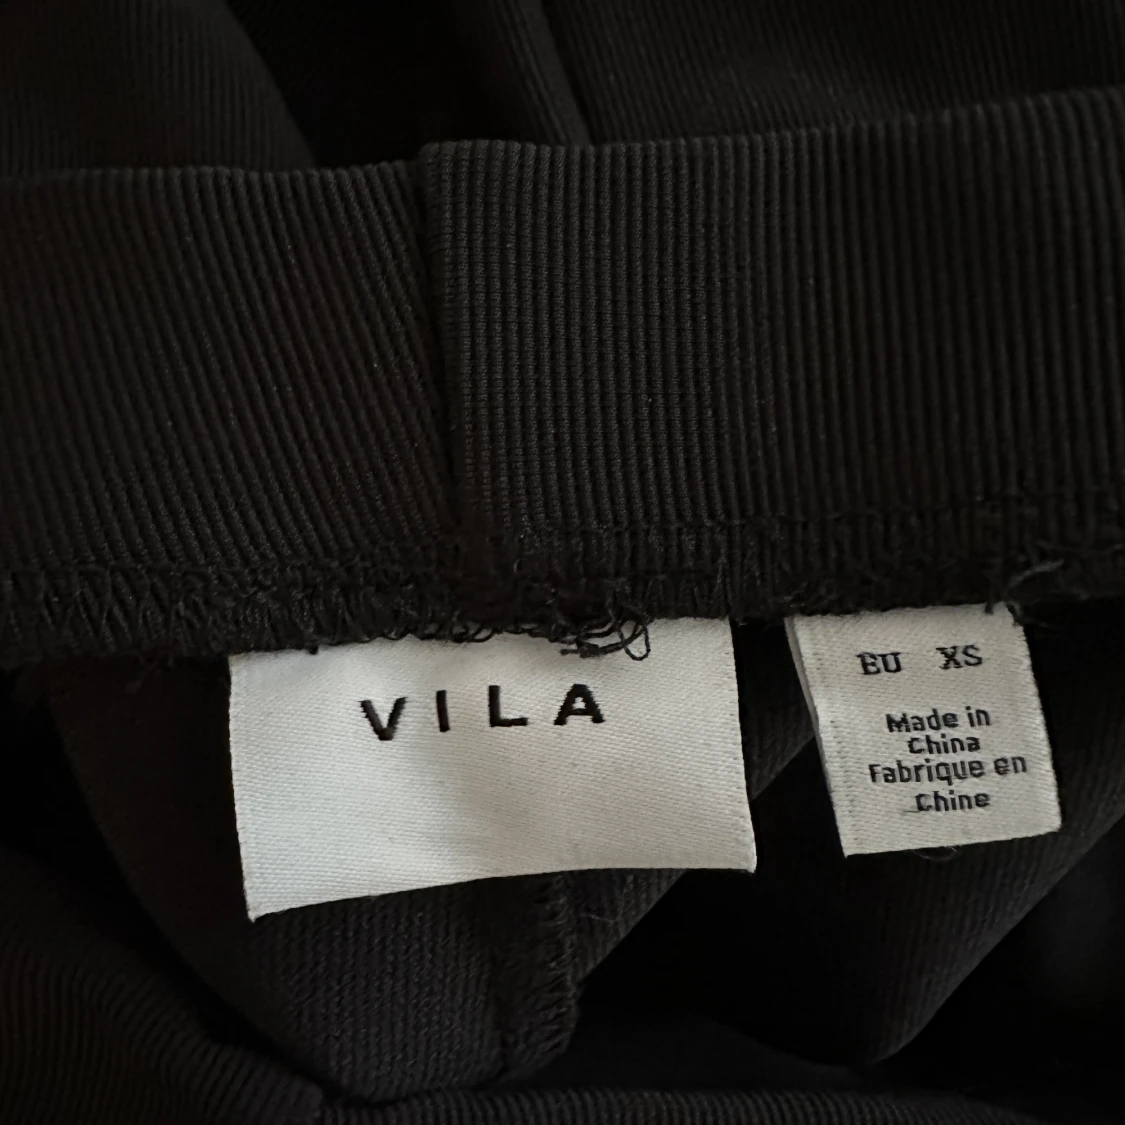 VILA
EU XS
Made in
China
Fabrique en
Chine